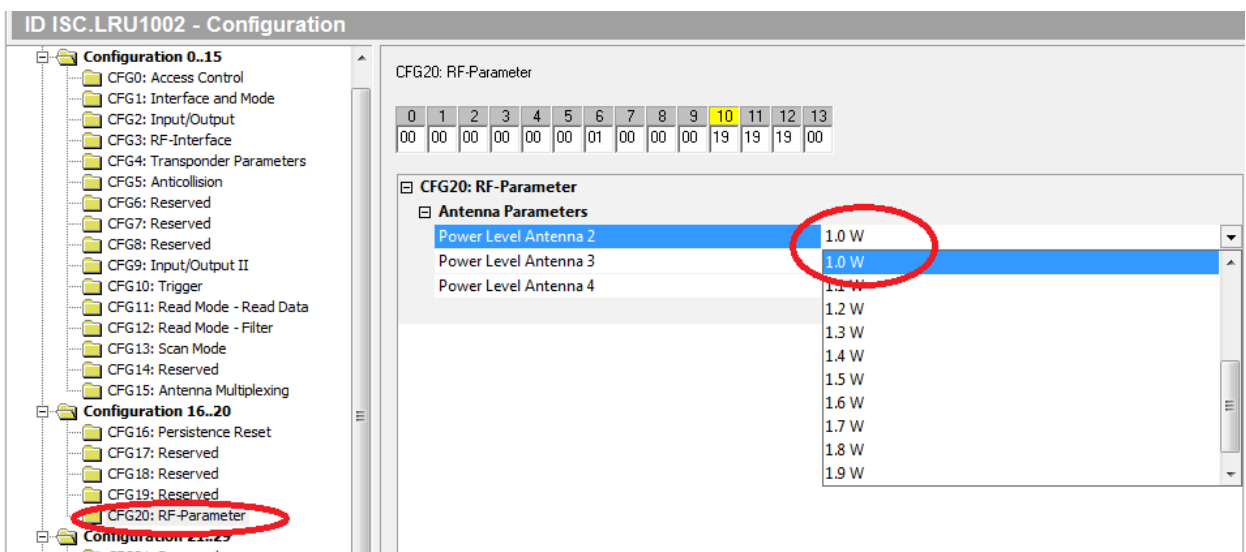 ID ISC.LRU1002 - Configuration
Configuration 0..15
CFG0: Access Control
CFG1: Interface and Mode
CFG2: Input/Output
CFG3: RF-Interface
CFG4: Transponder Parameters
CFG5: Anticollision
CFG6: Reserved
CFG7: Reserved
CFG8: Reserved
CFG9: Input/Output II
CFG10: Trigger
CFG11: Read Mode - Read Data
CFG12: Read Mode - Filter
CFG13: Scan Mode
CFG14: Reserved
CFG15: Antenna Multiplexing
Configuration 16..20
CFG16: Persistence Reset
CFG17: Reserved
CFG18: Reserved
CFG19: Reserved
CFG20: RF-Parameter
Configuration 21..29
CFG20: RF-Parameter
0 1 2 3 4 5 6 7 8 9 10 11 12 13
00 00 00 00 00 00 01 00 00 00 19 19 19 00
CFG20: RF-Parameter
Antenna Parameters
Power Level Antenna 2 1.0 W
Power Level Antenna 3
Power Level Antenna 4
1.0 W
1.1 W
1.2 W
1.3 W
1.4 W
1.5 W
1.6 W
1.7 W
1.8 W
1.9 W